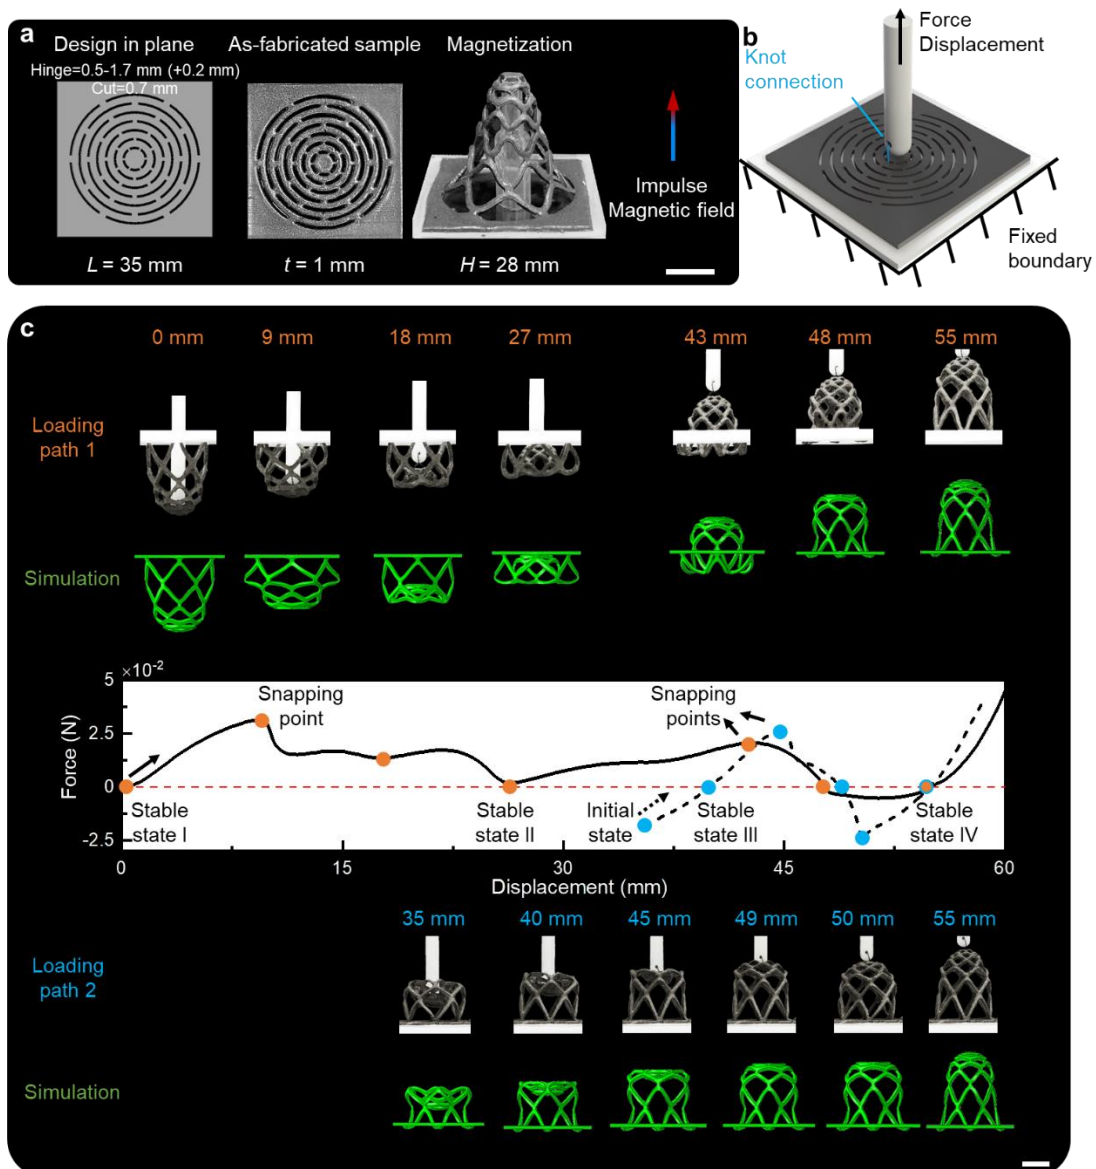 a
Design in plane
Hinge=0.5-1.7 mm (+0.2 mm)
Cut=0.7 mm
As-fabricated sample
Magnetization
Impulse
Magnetic field
L = 35 mm
t = 1 mm
H = 28 mm
b
Force
Displacement
Knot
connection
Fixed
boundary
c
0 mm
9 mm
18 mm
27 mm
43 mm
48 mm
55 mm
Loading
path 1
Simulation
×10⁻²
5
2.5
0
-2.5
Force (N)
Snapping
point
Snapping
points
Stable
state I
Stable
state II
Initial
state
Stable
state III
Stable
state IV
0
15
30
45
60
Displacement (mm)
35 mm
40 mm
45 mm
49 mm
50 mm
55 mm
Loading
path 2
Simulation